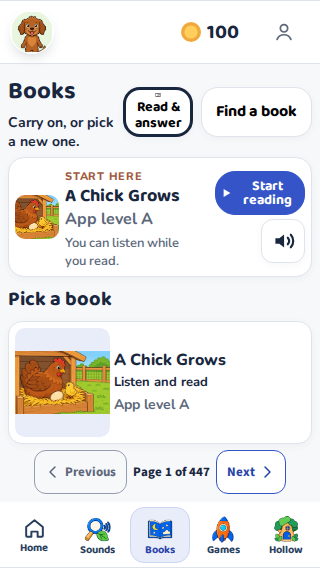 100
Books
Carry on, or pick
a new one.
Read &
answer
Find a book
START HERE
A Chick Grows
App level A
You can listen while
you read.
Start
reading
Pick a book
A Chick Grows
Listen and read
App level A
Previous
Page 1 of 447
Next
Home
Sounds
Books
Games
Hollow